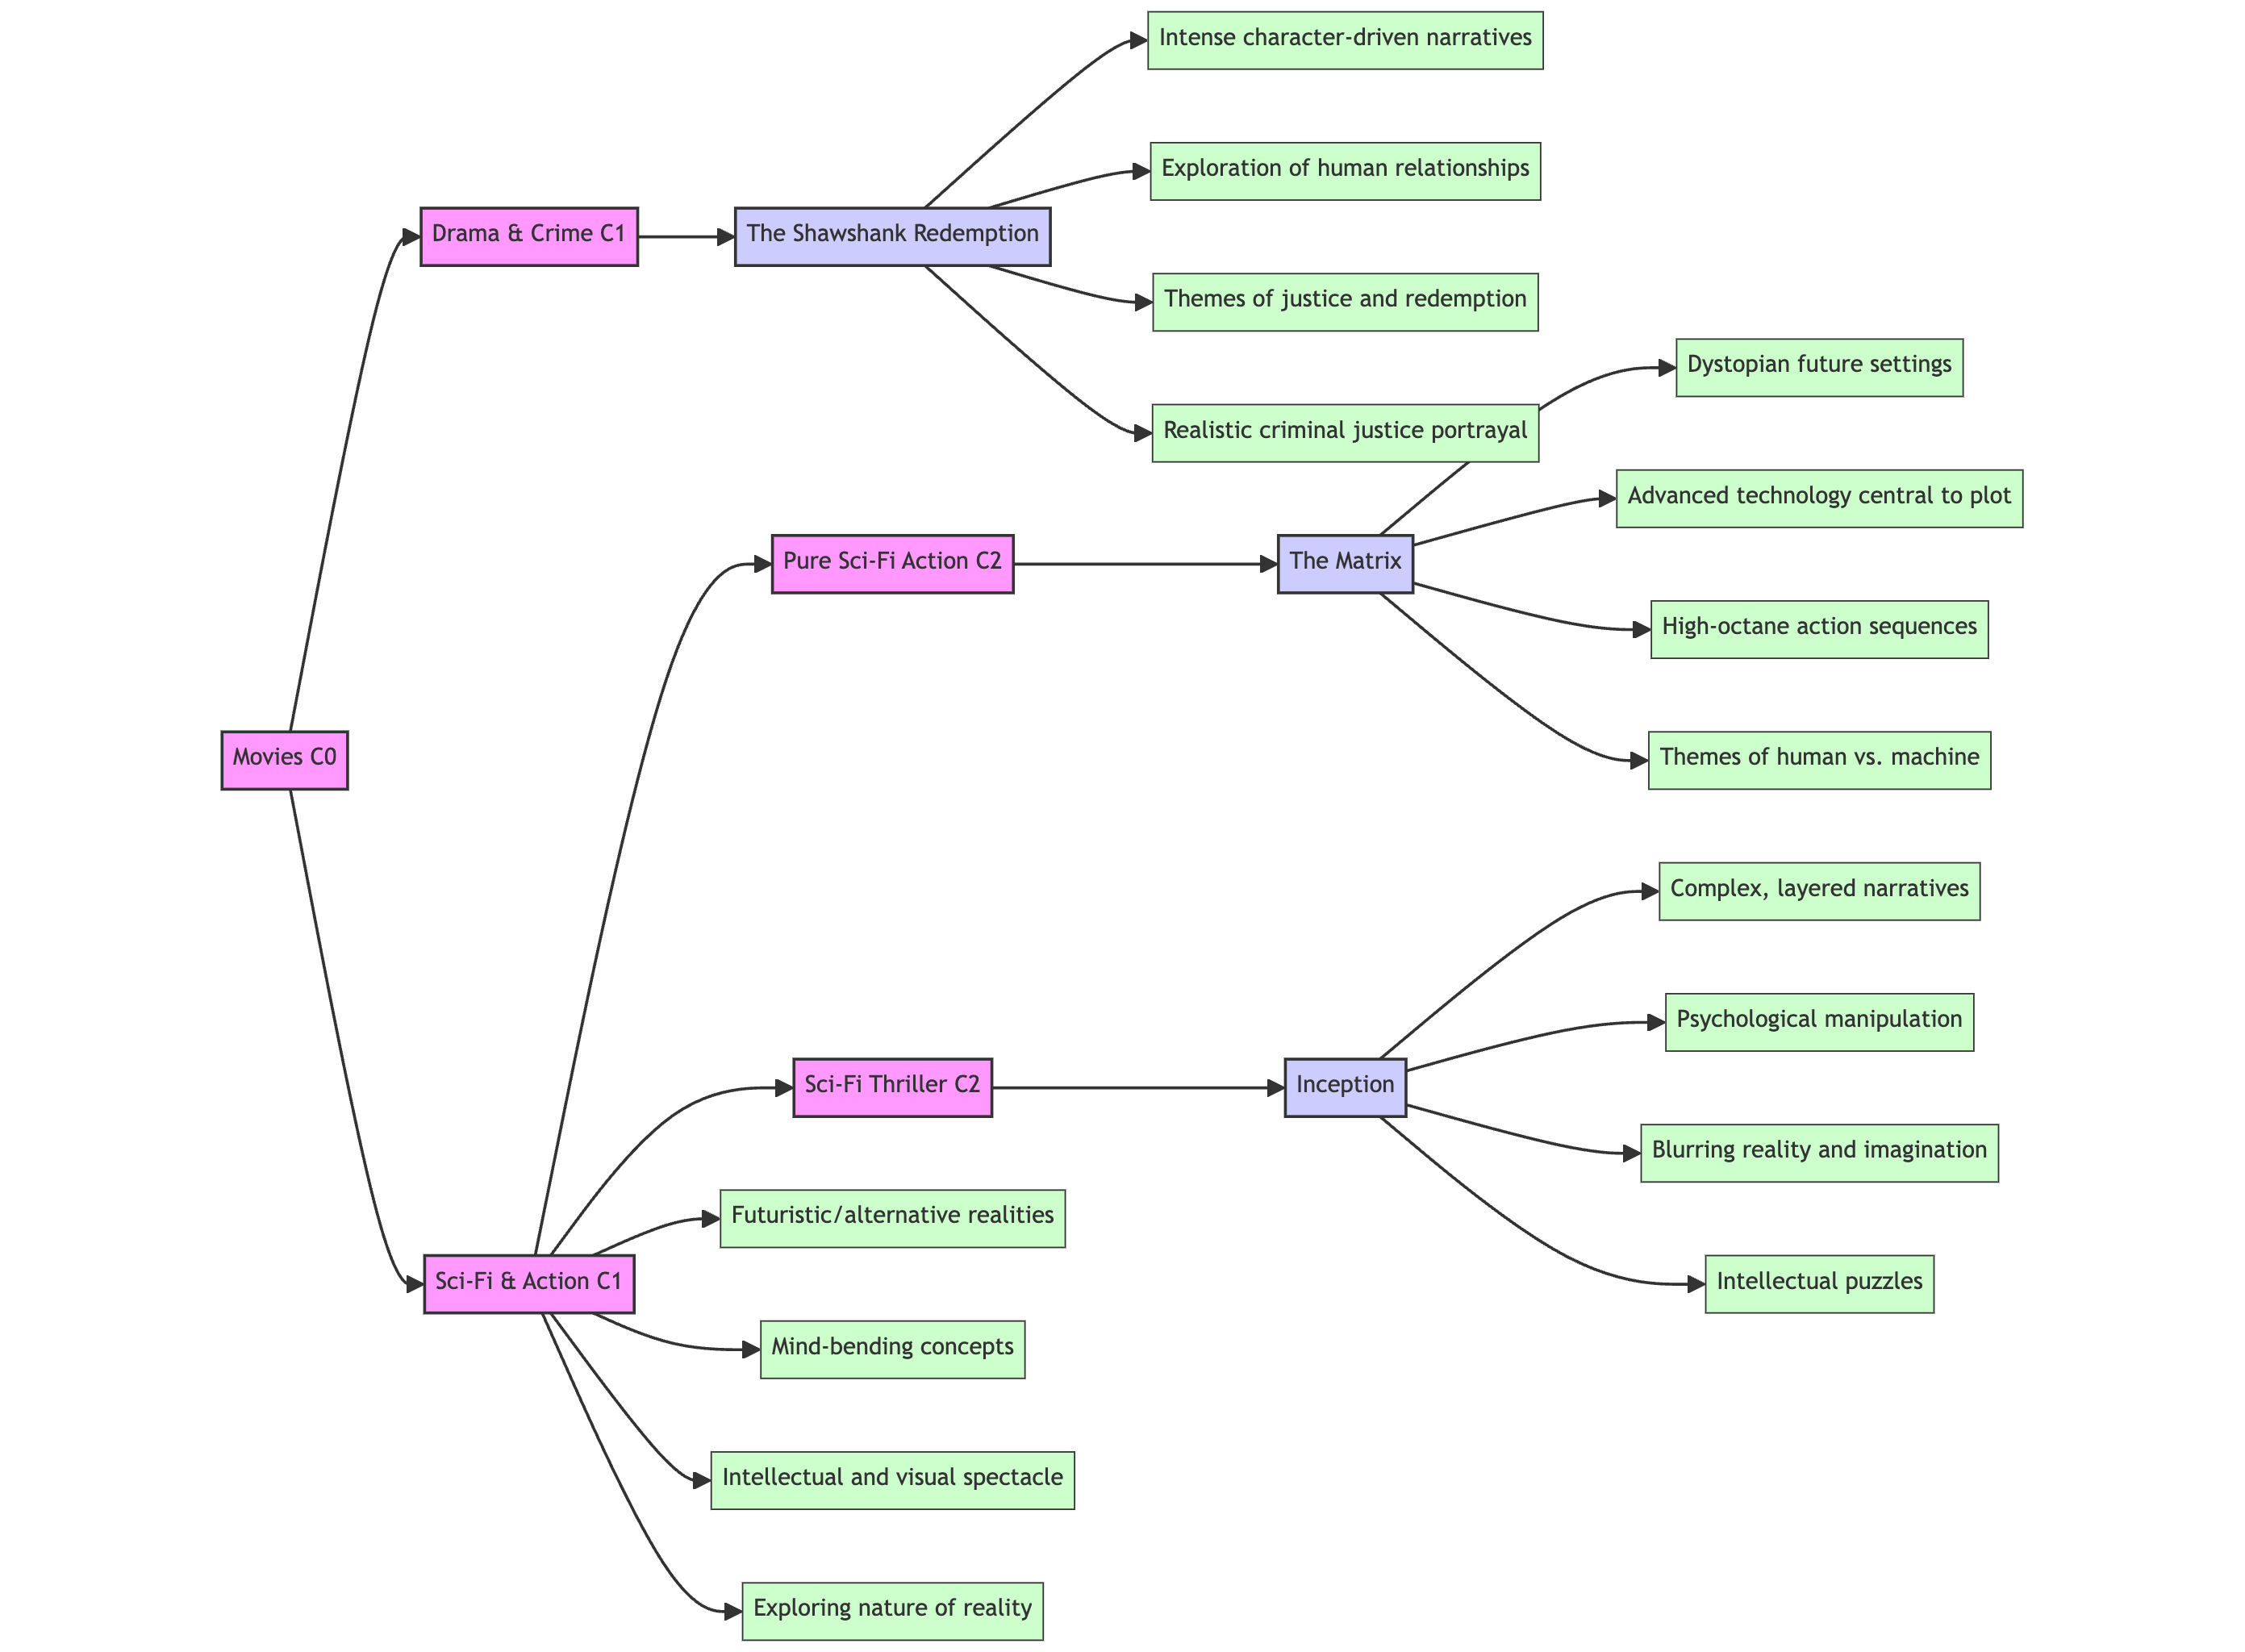 Intense character-driven narratives
Exploration of human relationships
Drama & Crime C1
The Shawshank Redemption
Themes of justice and redemption
Dystopian future settings
Realistic criminal justice portrayal
Advanced technology central to plot
Pure Sci-Fi Action C2
The Matrix
High-octane action sequences
Movies C0
Themes of human vs. machine
Complex, layered narratives
Psychological manipulation
Sci-Fi Thriller C2
Inception
Blurring reality and imagination
Futuristic/alternative realities
Sci-Fi & Action C1
Intellectual puzzles
Mind-bending concepts
Intellectual and visual spectacle
Exploring nature of reality